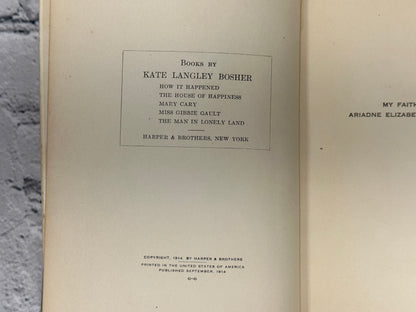 BOOKS BY
KATE LANGLEY BOSHER
HOW IT HAPPENED
THE HOUSE OF HAPPINESS
MARY CARY
MISS GIBBIE GAULT
THE MAN IN LONELY LAND
HARPER & BROTHERS, NEW YORK
COPYRIGHT, 1914 BY HARPER & BROTHERS
PRINTED IN THE UNITED STATES OF AMERICA
PUBLISHED SEPTEMBER, 1914
MY FAITH
ARIADNE ELIZABE